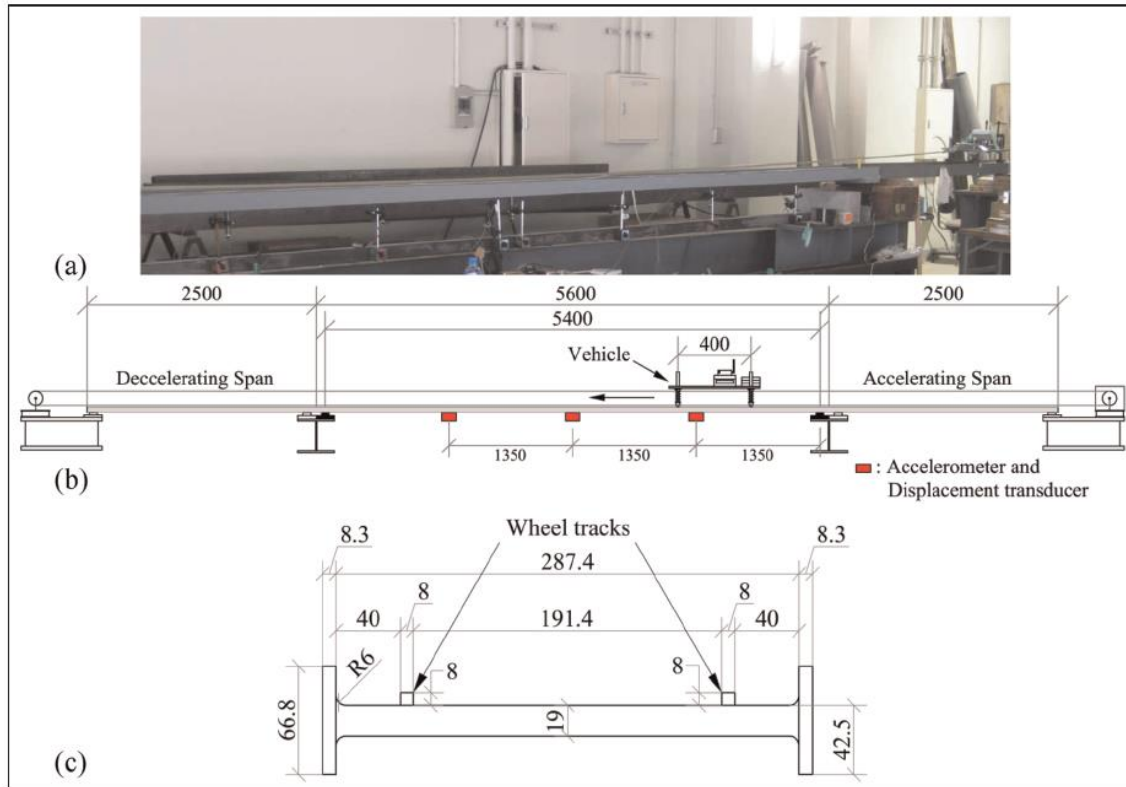 (a)
2500 5600 2500
5400
Vehicle 400
Deccelerating Span Accelerating Span
1350 1350 1350
(b)
: Accelerometer and
Displacement transducer
Wheel tracks
8.3 8.3
287.4
8 8
40 191.4 40
R6
8 8
66.8
19
42.5
(c)